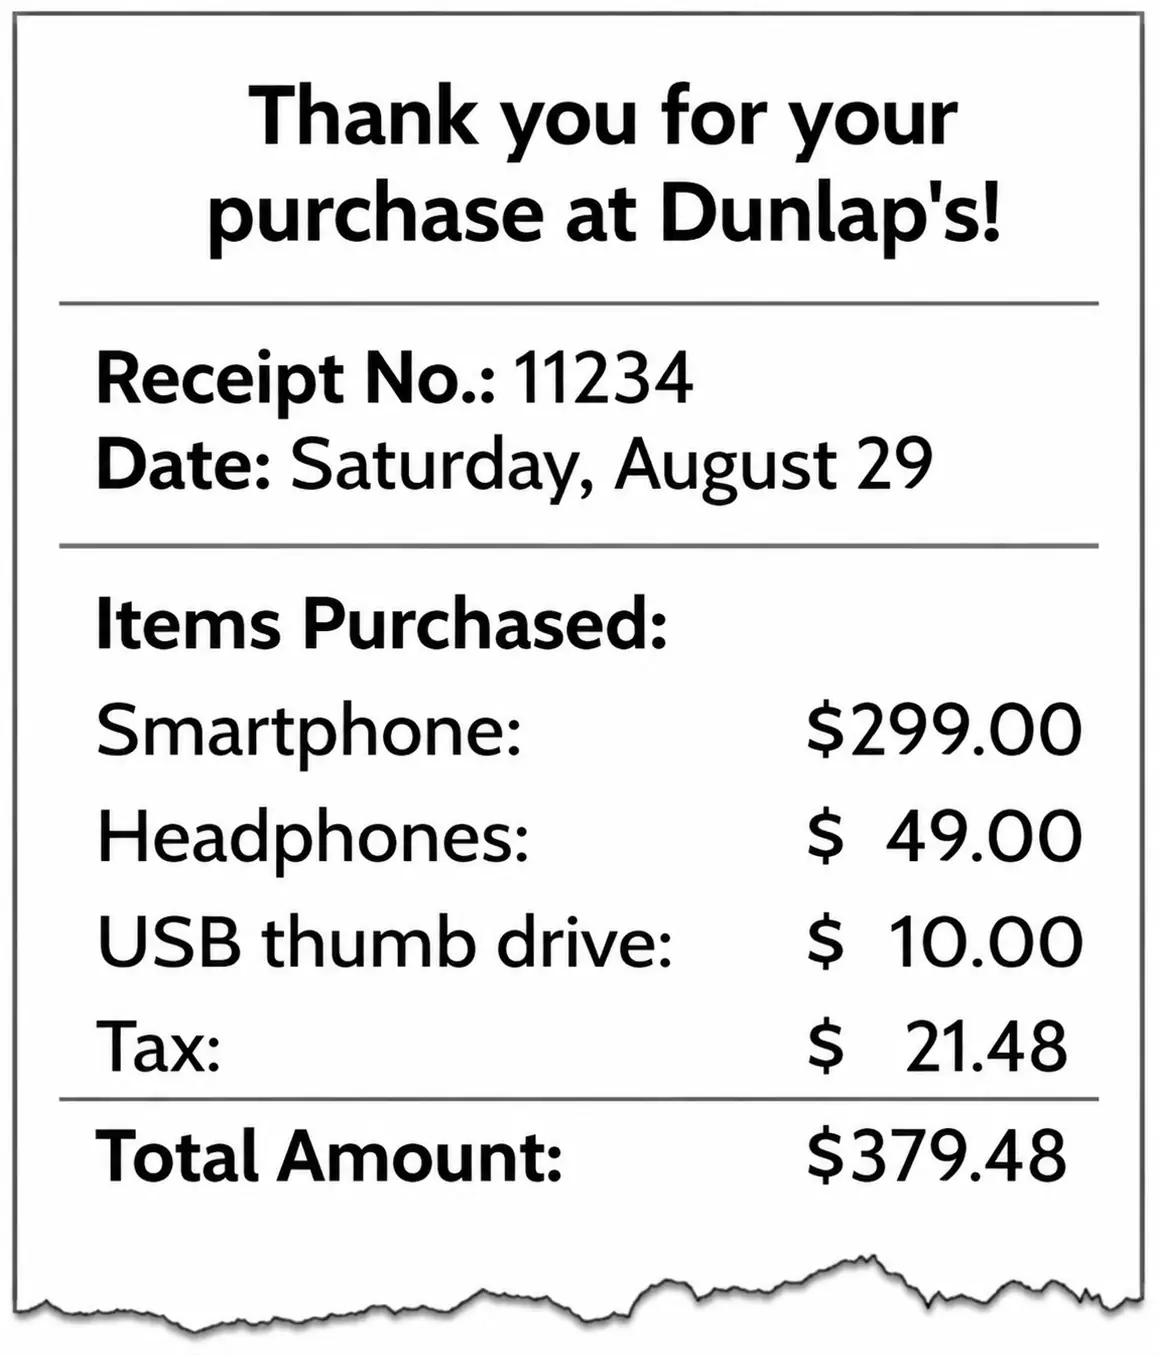 Thank you for your
purchase at Dunlap's!
Receipt No.: 11234
Date: Saturday, August 29
Items Purchased:
Smartphone: $299.00
Headphones: $ 49.00
USB thumb drive: $ 10.00
Tax: $ 21.48
Total Amount: $379.48